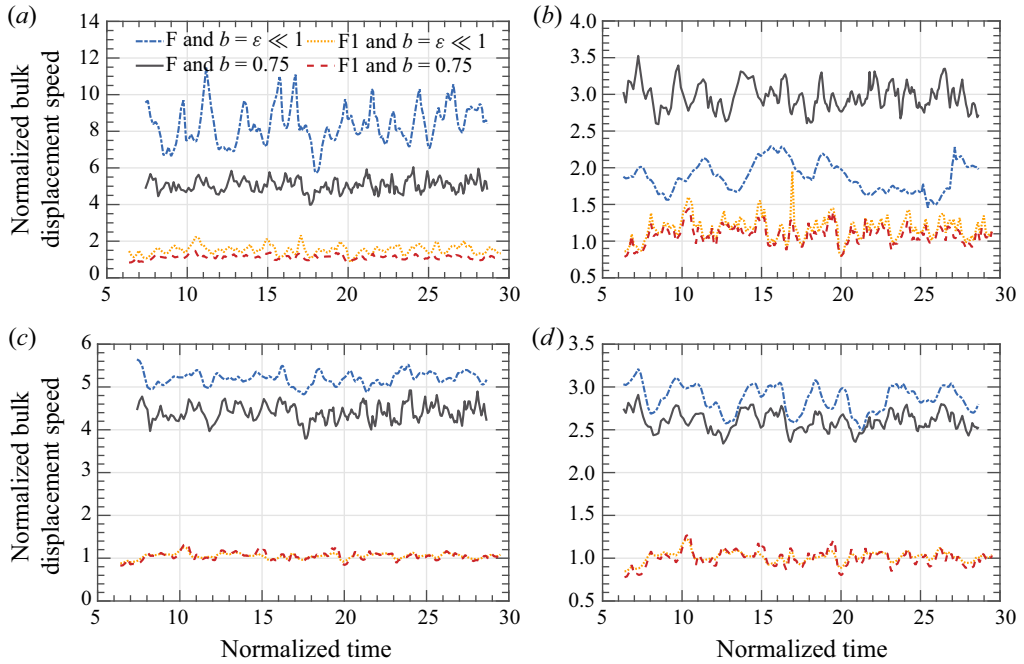 (a)
(b)
Normalized bulk
displacement speed
14
12
10
8
6
4
2
0
F and b = ε ≪ 1
F1 and b = ε ≪ 1
F and b = 0.75
F1 and b = 0.75
5 10 15 20 25 30
4.0
3.5
3.0
2.5
2.0
1.5
1.0
0.5
5 10 15 20 25 30
(c)
(d)
Normalized bulk
displacement speed
6
5
4
3
2
1
0
5 10 15 20 25 30
Normalized time
3.5
3.0
2.5
2.0
1.5
1.0
0.5
5 10 15 20 25 30
Normalized time